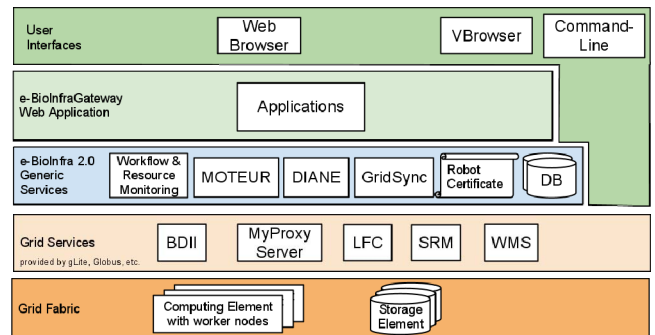 User
Interfaces
Web
Browser
VBrowser
Command-
Line
e-BioInfraGateway
Web Application
Applications
e-BioInfra 2.0
Generic
Services
Workflow &
Resource
Monitoring
MOTEUR
DIANE
GridSync
Robot
Certificate
DB
Grid Services
provided by gLite, Globus, etc.
BDII
MyProxy
Server
LFC
SRM
WMS
Grid Fabric
Computing Element
with worker nodes
Storage
Element